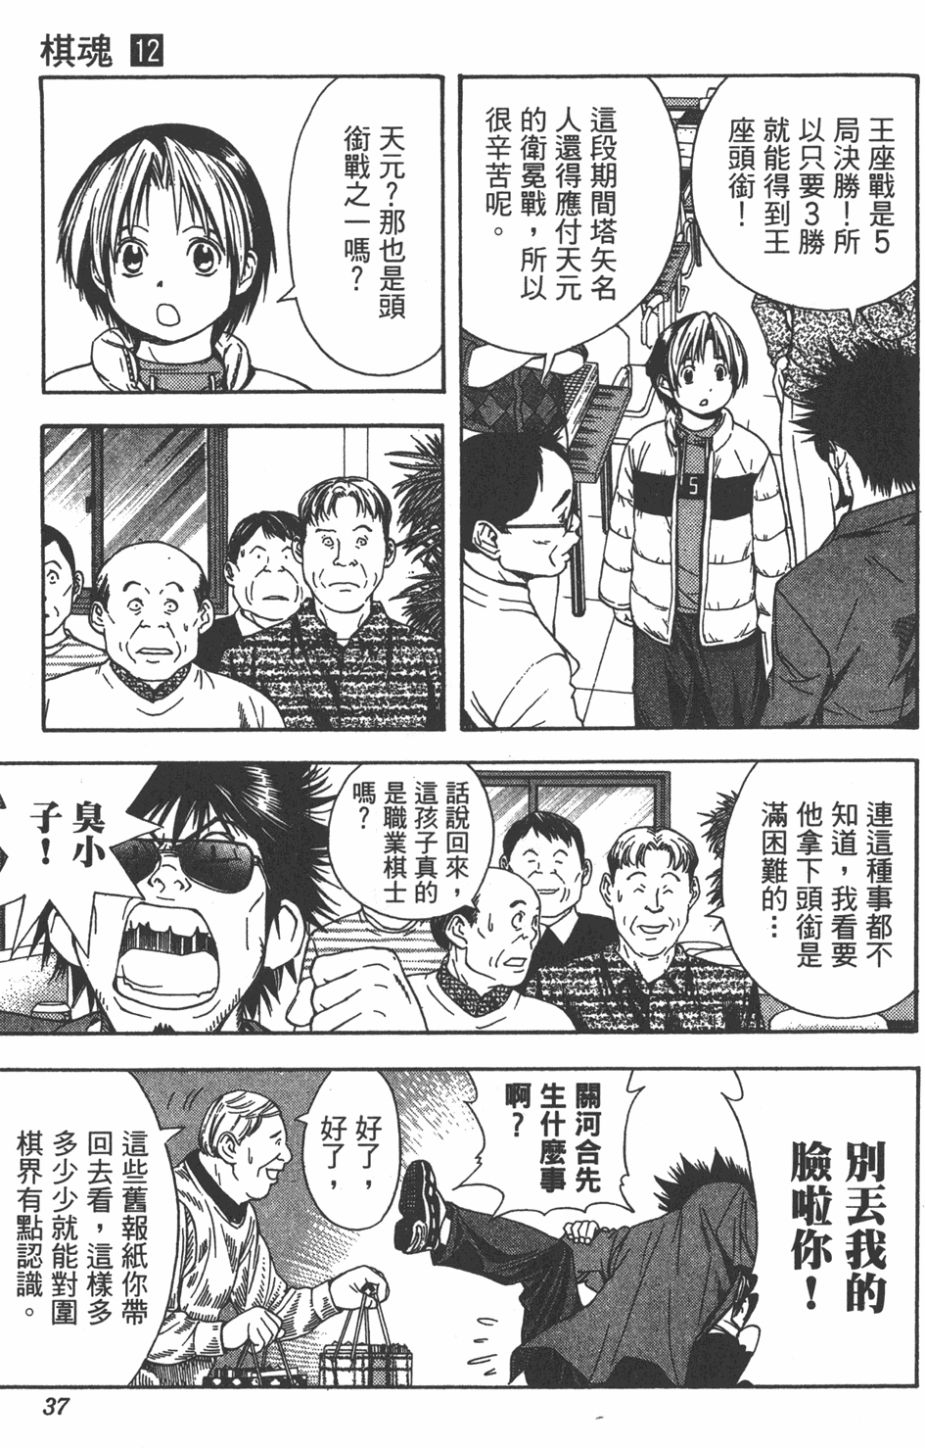 棋魂 12
王座戰是5
局決勝！所
以只要3勝
就能得到王
座頭銜！
這段期間塔矢名
人還得應付天元
的衛冕戰，所以
很辛苦呢。
5
天元？那也是頭
銜戰之一嗎？
連這種事都不
知道，我看要
他拿下頭銜是
滿困難的…
話說回來，
這孩子真的
是職業棋士
嗎？
臭小
子！
別丟我的
臉啦你！
關河合先
生什麼事
啊？
好了，
好了，
這些舊報紙你帶
回去看，這樣多
多少少就能對圍
棋界有點認識。
37